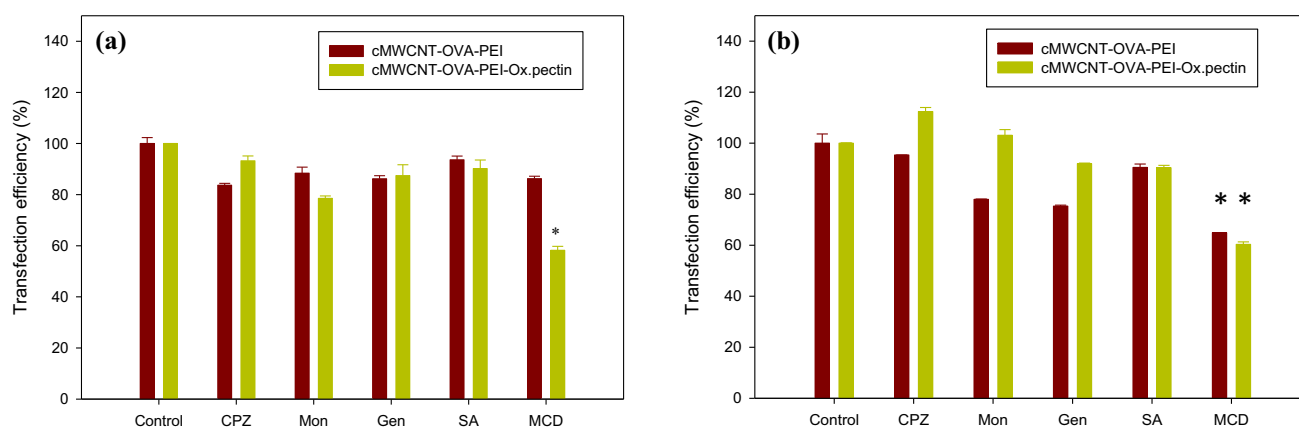 (a)
cMWCNT-OVA-PEI
cMWCNT-OVA-PEI-Ox.pectin
Transfection efficiency (%)
140
120
100
80
60
40
20
0
*
Control CPZ Mon Gen SA MCD
(b)
cMWCNT-OVA-PEI
cMWCNT-OVA-PEI-Ox.pectin
Transfection efficiency (%)
140
120
100
80
60
40
20
0
* *
Control CPZ Mon Gen SA MCD